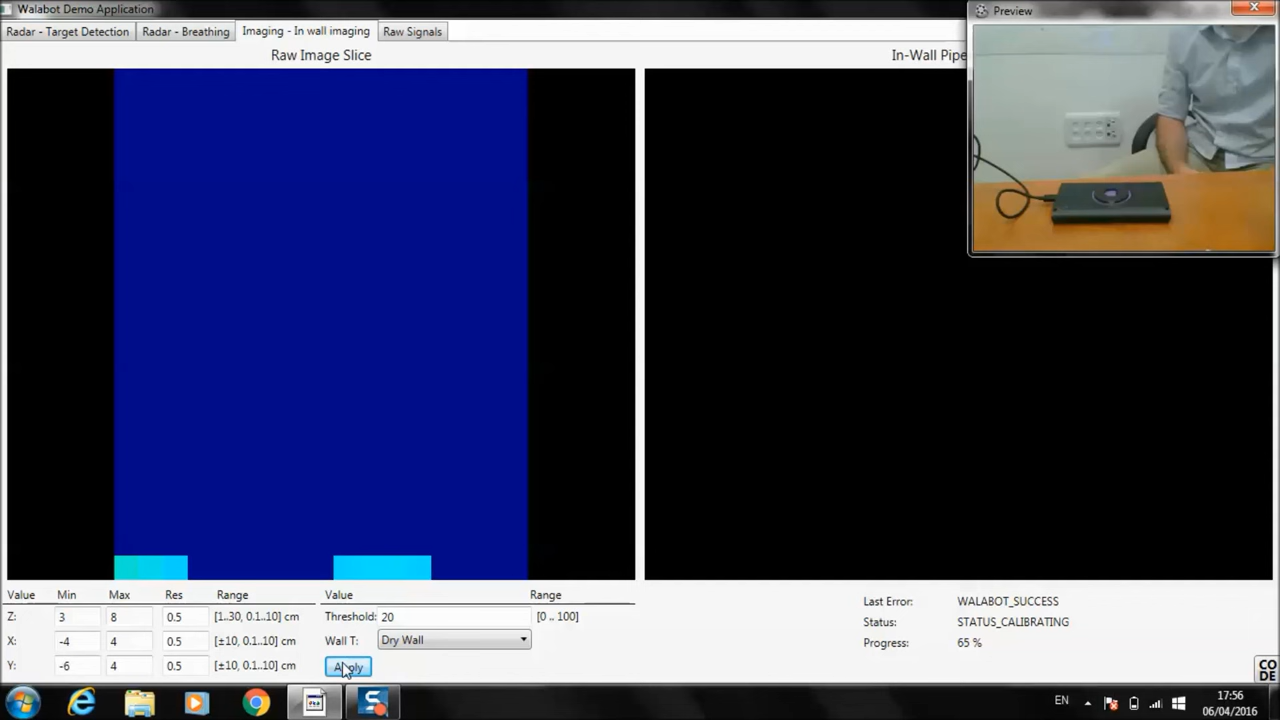 Walabot Demo Application
Preview
Radar - Target Detection Radar - Breathing Imaging - In wall imaging Raw Signals
Raw Image Slice In-Wall Pipe
Value Min Max Res Range Value Range
Z: 3 8 0.5 [1..30, 0.1..10] cm Threshold: 20 [0 .. 100]
X: -4 4 0.5 [±10, 0.1..10] cm Wall T: Dry Wall
Y: -6 4 0.5 [±10, 0.1..10] cm Apply
Last Error: WALABOT_SUCCESS
Status: STATUS_CALIBRATING
Progress: 65 %
CO
DE
EN 17:56
06/04/2016